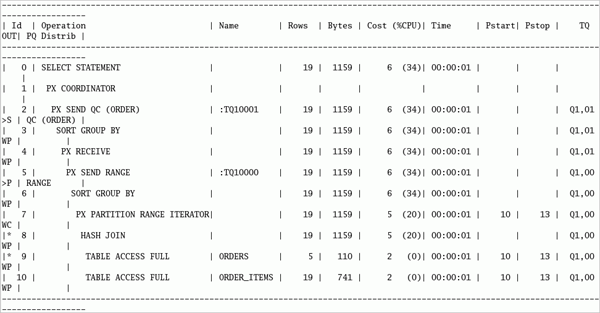 --------------------------------------------------------------------------------------------------------------------
----------------
| Id  | Operation                         | Name        | Rows  | Bytes | Cost (%CPU)| Time     | Pstart| Pstop |    TQ
OUT| PQ Distrib |
--------------------------------------------------------------------------------------------------------------------
----------------
|   0 | SELECT STATEMENT                  |             |    19 |  1159 |     6  (34)| 00:00:01 |       |       |
|
|   1 |  PX COORDINATOR                   |             |       |       |            |          |       |       |
|
|   2 |   PX SEND QC (ORDER)              | :TQ10001    |    19 |  1159 |     6  (34)| 00:00:01 |       |       |  Q1,01
>S | QC (ORDER) |
|   3 |    SORT GROUP BY                  |             |    19 |  1159 |     6  (34)| 00:00:01 |       |       |  Q1,01
WP |            |
|   4 |     PX RECEIVE                    |             |    19 |  1159 |     6  (34)| 00:00:01 |       |       |  Q1,01
WP |            |
|   5 |      PX SEND RANGE                | :TQ10000    |    19 |  1159 |     6  (34)| 00:00:01 |       |       |  Q1,00
>P | RANGE      |
|   6 |       SORT GROUP BY               |             |    19 |  1159 |     6  (34)| 00:00:01 |       |       |  Q1,00
WP |            |
|   7 |        PX PARTITION RANGE ITERATOR|             |    19 |  1159 |     5  (20)| 00:00:01 |    10 |    13 |  Q1,00
WC |            |
|*  8 |         HASH JOIN                 |             |    19 |  1159 |     5  (20)| 00:00:01 |       |       |  Q1,00
WP |            |
|*  9 |          TABLE ACCESS FULL        | ORDERS      |     5 |   110 |     2   (0)| 00:00:01 |    10 |    13 |  Q1,00
WP |            |
|  10 |          TABLE ACCESS FULL        | ORDER_ITEMS |    19 |   741 |     2   (0)| 00:00:01 |    10 |    13 |  Q1,00
WP |            |
--------------------------------------------------------------------------------------------------------------------
----------------